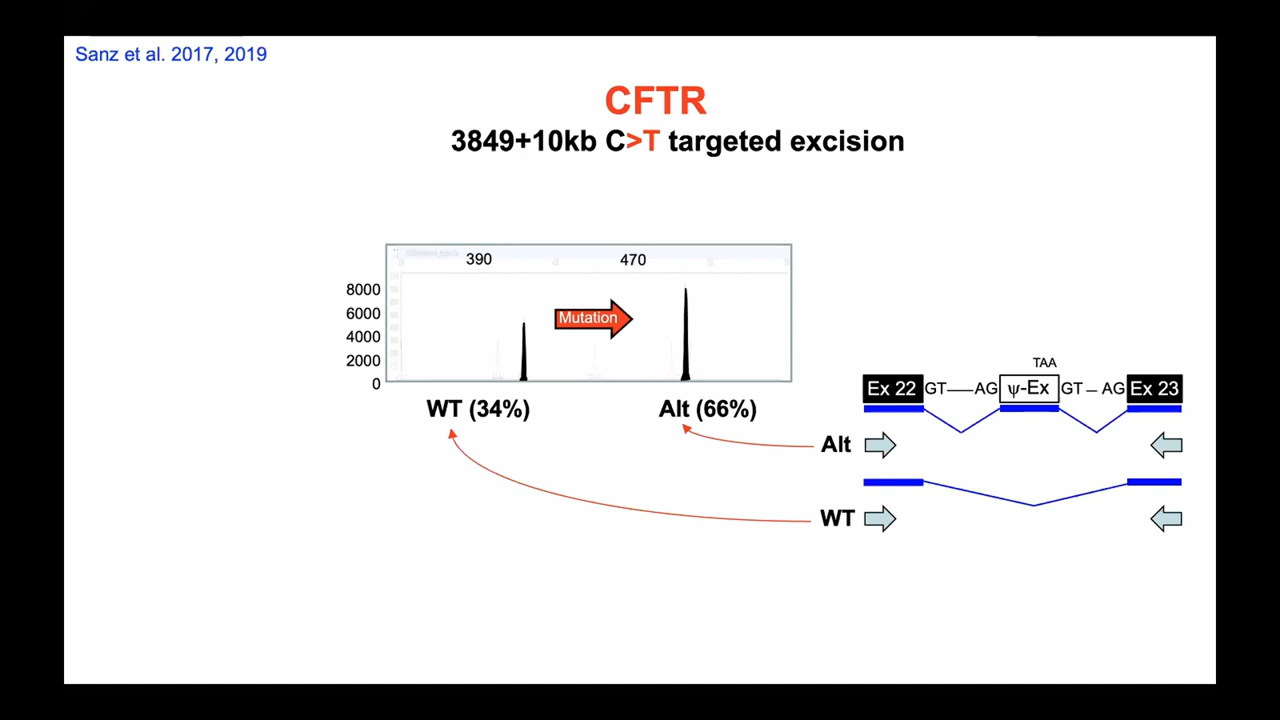 Sanz et al. 2017, 2019
CFTR
3849+10kb C>T targeted excision
390 470
8000
6000
4000
2000
0
Mutation
WT (34%) Alt (66%)
TAA
Ex 22 GT AG ψ-Ex GT AG Ex 23
Alt
WT